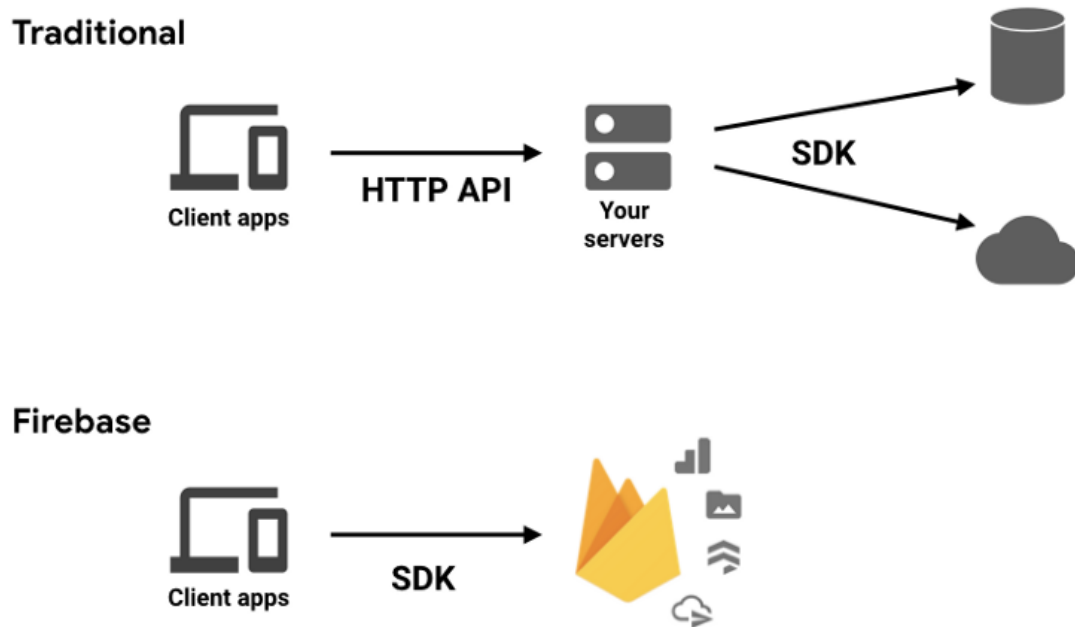 Traditional
Client apps
HTTP API
Your
servers
SDK
Firebase
Client apps
SDK